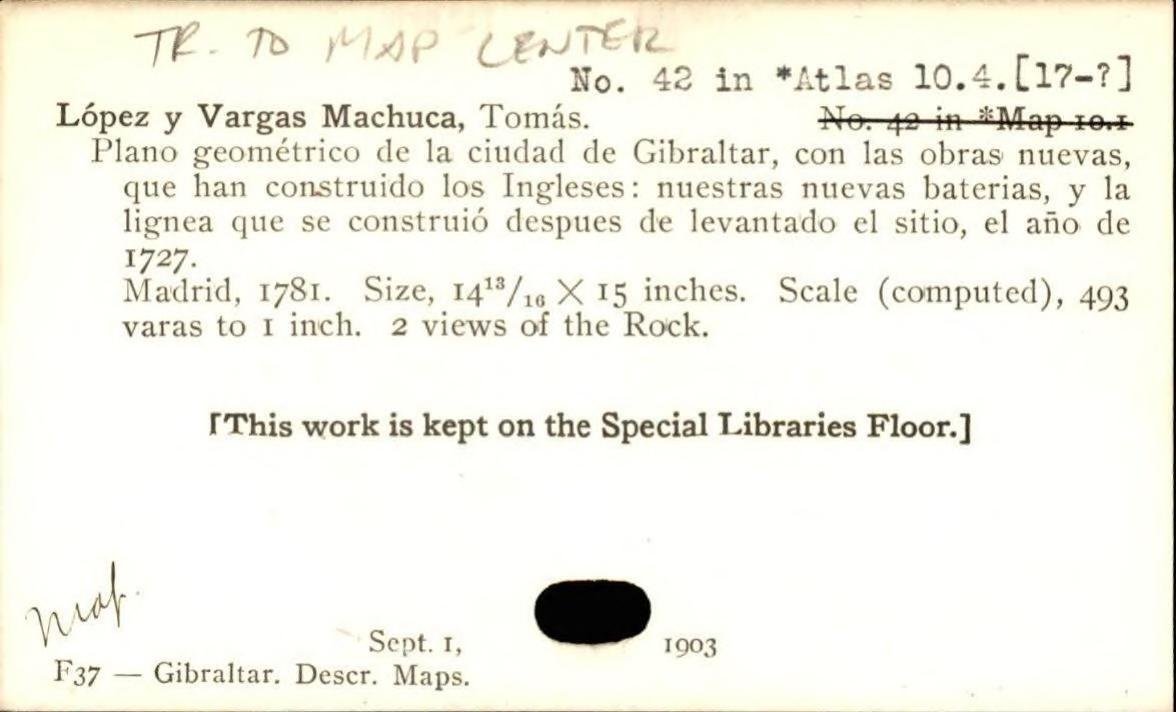 TR. TO MAP CENTER
No. 42 in *Atlas 10.4.[17-?]
López y Vargas Machuca, Tomás. No. 42 in *Map 10.1
Plano geométrico de la ciudad de Gibraltar, con las obras nuevas,
que han construido los Ingleses: nuestras nuevas baterias, y la
lignea que se construió despues de levantado el sitio, el año de
1727.
Madrid, 1781. Size, 14¹³/₁₆ X 15 inches. Scale (computed), 493
varas to 1 inch. 2 views of the Rock.
[This work is kept on the Special Libraries Floor.]
Map.
Sept. 1, 1903
F37 — Gibraltar. Descr. Maps.